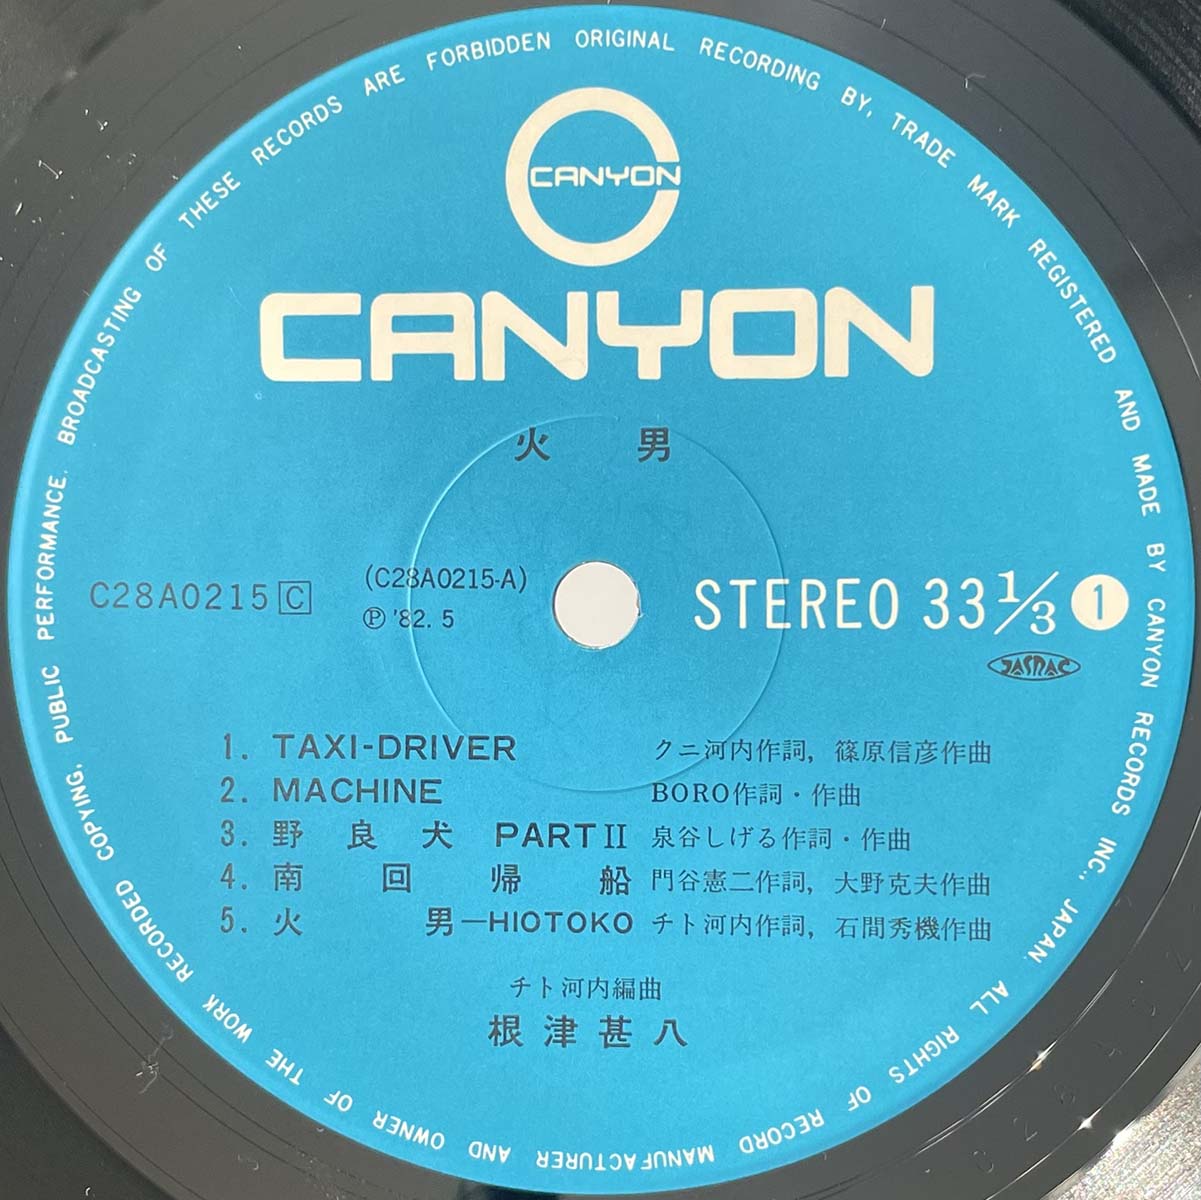 BROADCASTING OF THESE RECORDS ARE FORBIDDEN ORIGINAL RECORDING BY, TRADE MARK REGISTERED AND MADE BY CANYON RECORDS INC., JAPAN. ALL RIGHTS OF RECORD MANUFACTURER AND OWNER OF THE WORK RECORDED COPYING, PUBLIC PERFORMANCE.
CANYON
CANYON
火 男
C28A0215 C
(C28A0215-A)
Ⓟ '82. 5
STEREO 33 1/3 1
JASRAC
1. TAXI-DRIVER クニ河内作詞, 篠原信彦作曲
2. MACHINE BORO作詞・作曲
3. 野良犬 PART II 泉谷しげる作詞・作曲
4. 南回帰船 門谷憲二作詞, 大野克夫作曲
5. 火男—HIOTOKO チト河内作詞, 石間秀機作曲
チト河内編曲
根津甚八